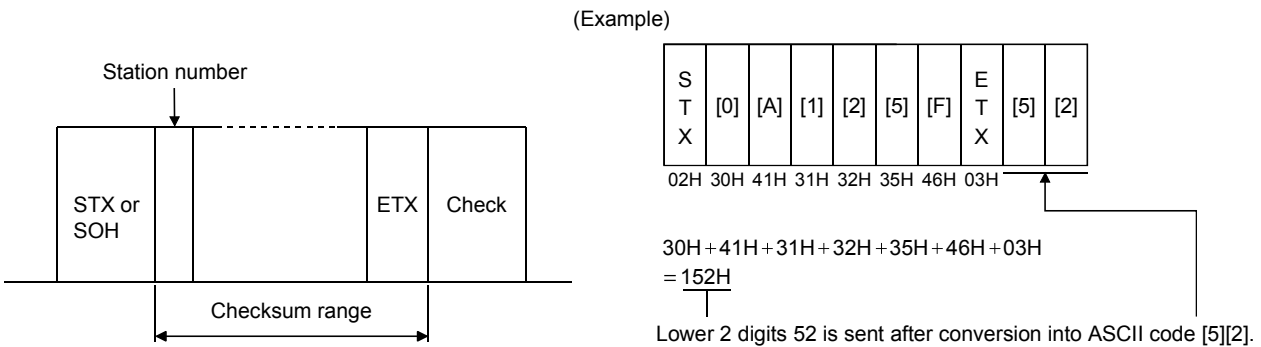 (Example)
Station number
STX or
SOH
ETX
Check
Checksum range
S
T
X
[0] [A] [1] [2] [5] [F]
E
T
X
[5] [2]
02H 30H 41H 31H 32H 35H 46H 03H
30H+41H+31H+32H+35H+46H+03H
=152H
Lower 2 digits 52 is sent after conversion into ASCII code [5][2].